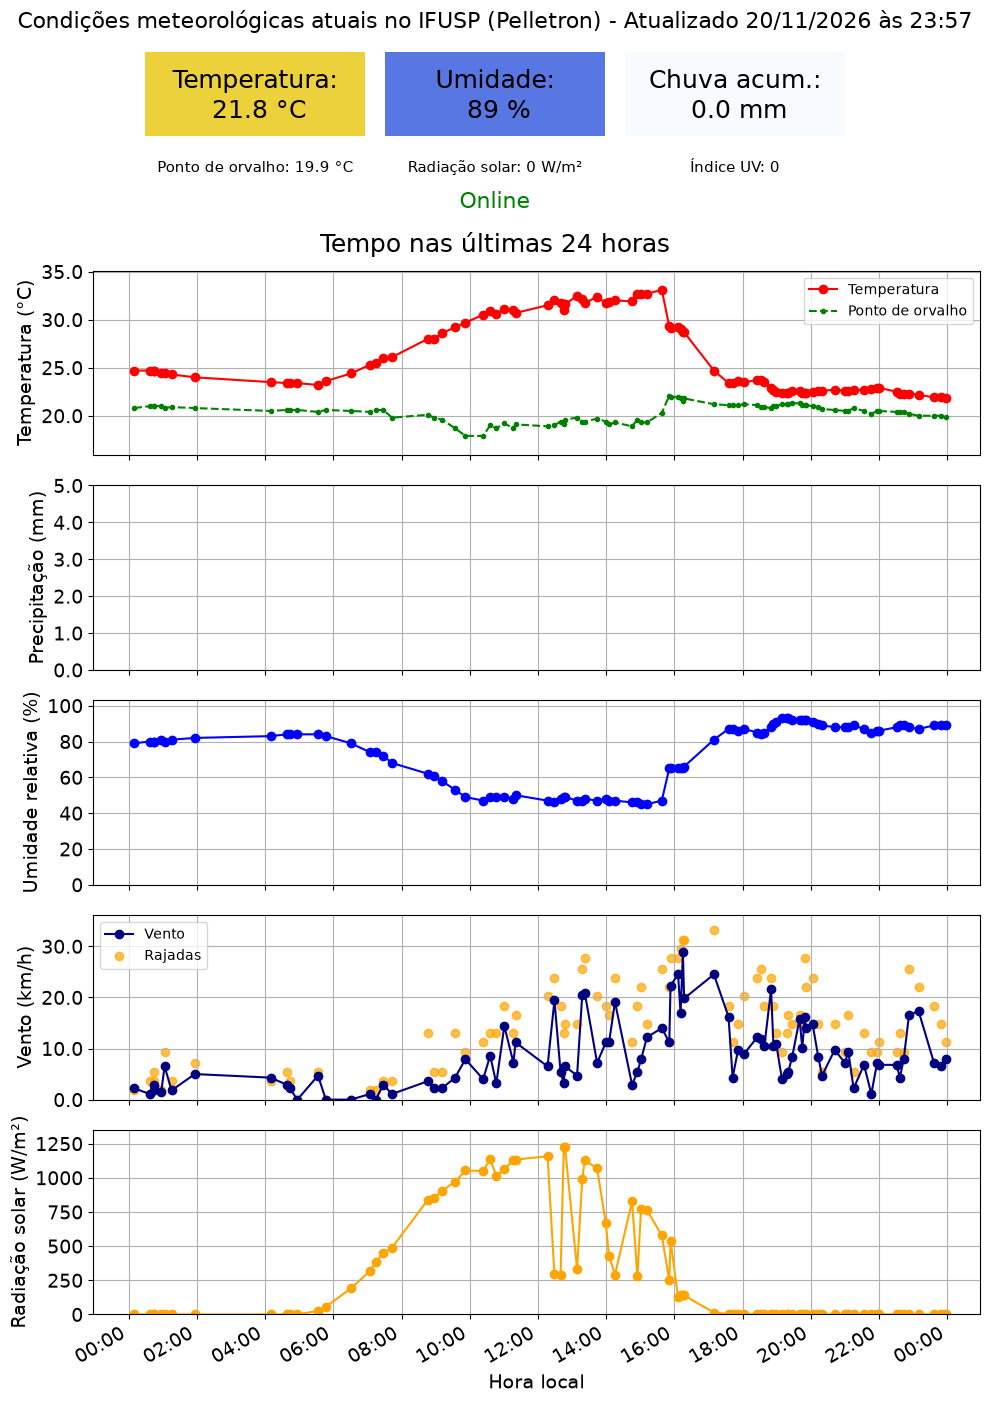 Condições meteorológicas atuais no IFUSP (Pelletron) - Atualizado 20/11/2026 às 23:57
Temperatura:
21.8 °C
Umidade:
89 %
Chuva acum.:
0.0 mm
Ponto de orvalho: 19.9 °C
Radiação solar: 0 W/m²
Índice UV: 0
Online
Tempo nas últimas 24 horas
Temperatura (°C)
35.0
30.0
25.0
20.0
Temperatura
Ponto de orvalho
Precipitação (mm)
5.0
4.0
3.0
2.0
1.0
0.0
Umidade relativa (%)
100
80
60
40
20
0
Vento (km/h)
30.0
20.0
10.0
0.0
Vento
Rajadas
Radiação solar (W/m²)
1250
1000
750
500
250
0
00:00
02:00
04:00
06:00
08:00
10:00
12:00
14:00
16:00
18:00
20:00
22:00
00:00
Hora local